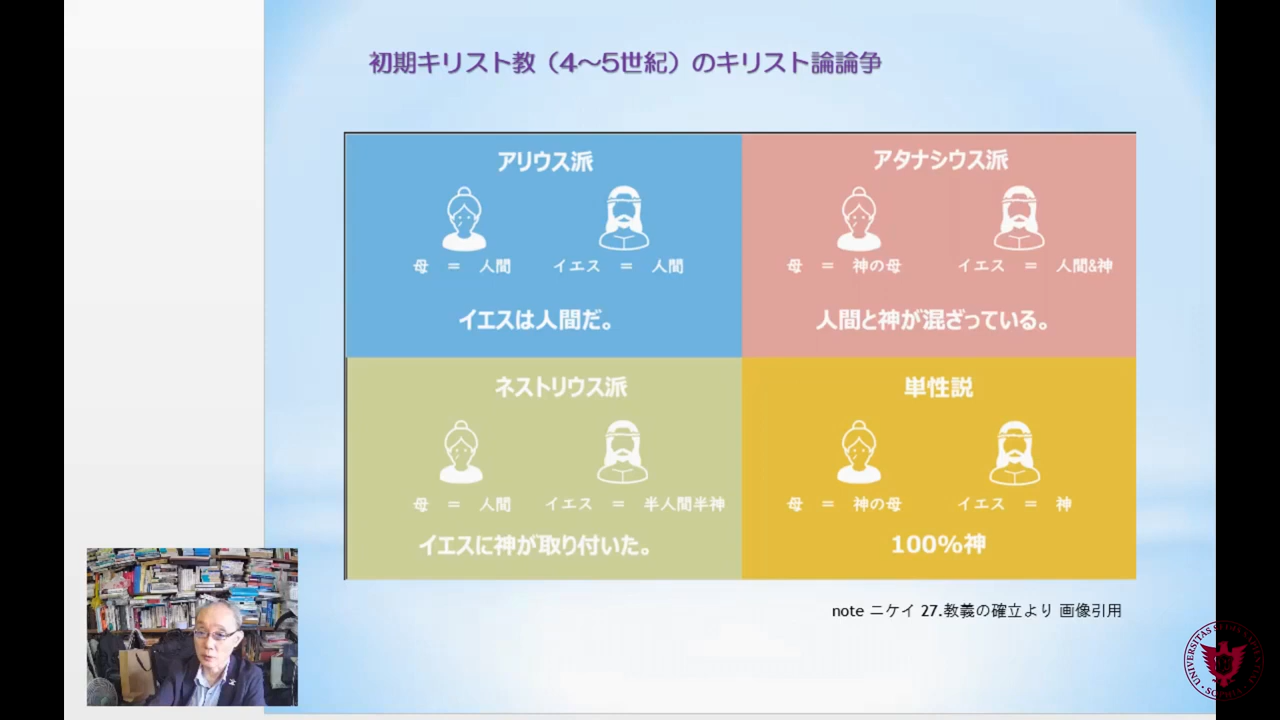 初期キリスト教（4～5世紀）のキリスト論論争
アリウス派
母 ＝ 人間 イエス ＝ 人間
イエスは人間だ。
アタナシウス派
母 ＝ 神の母 イエス ＝ 人間&神
人間と神が混ざっている。
ネストリウス派
母 ＝ 人間 イエス ＝ 半人間半神
イエスに神が取り付いた。
単性説
母 ＝ 神の母 イエス ＝ 神
100%神
note ニケイ 27.教義の確立より 画像引用